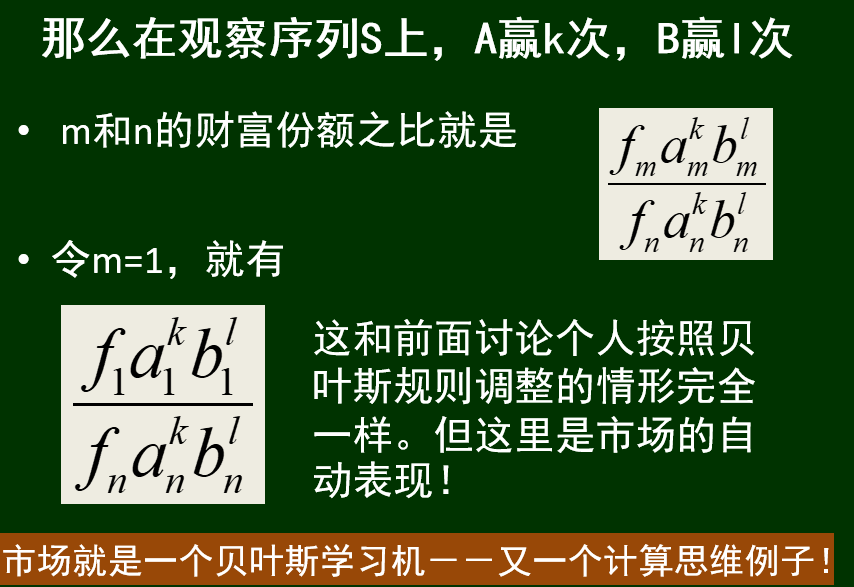 那么在观察序列S上，A赢k次，B赢l次
• m和n的财富份额之比就是
\frac{f_m a_m^k b_m^l}{f_n a_n^k b_n^l}
• 令m=1，就有
\frac{f_1 a_1^k b_1^l}{f_n a_n^k b_n^l}
这和前面讨论个人按照贝
叶斯规则调整的情形完全
一样。但这里是市场的自
动表现！
市场就是一个贝叶斯学习机－－又一个计算思维例子！